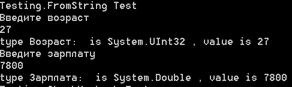 Testing.FromString Test
Введите возраст
27
type Возраст:  is System.UInt32 , value is 27
Введите зарплату
7800
type Зарплата:  is System.Double , value is 7800